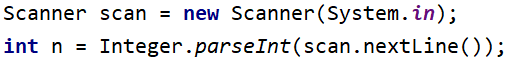 Scanner scan = new Scanner(System.in);
int n = Integer.parseInt(scan.nextLine());